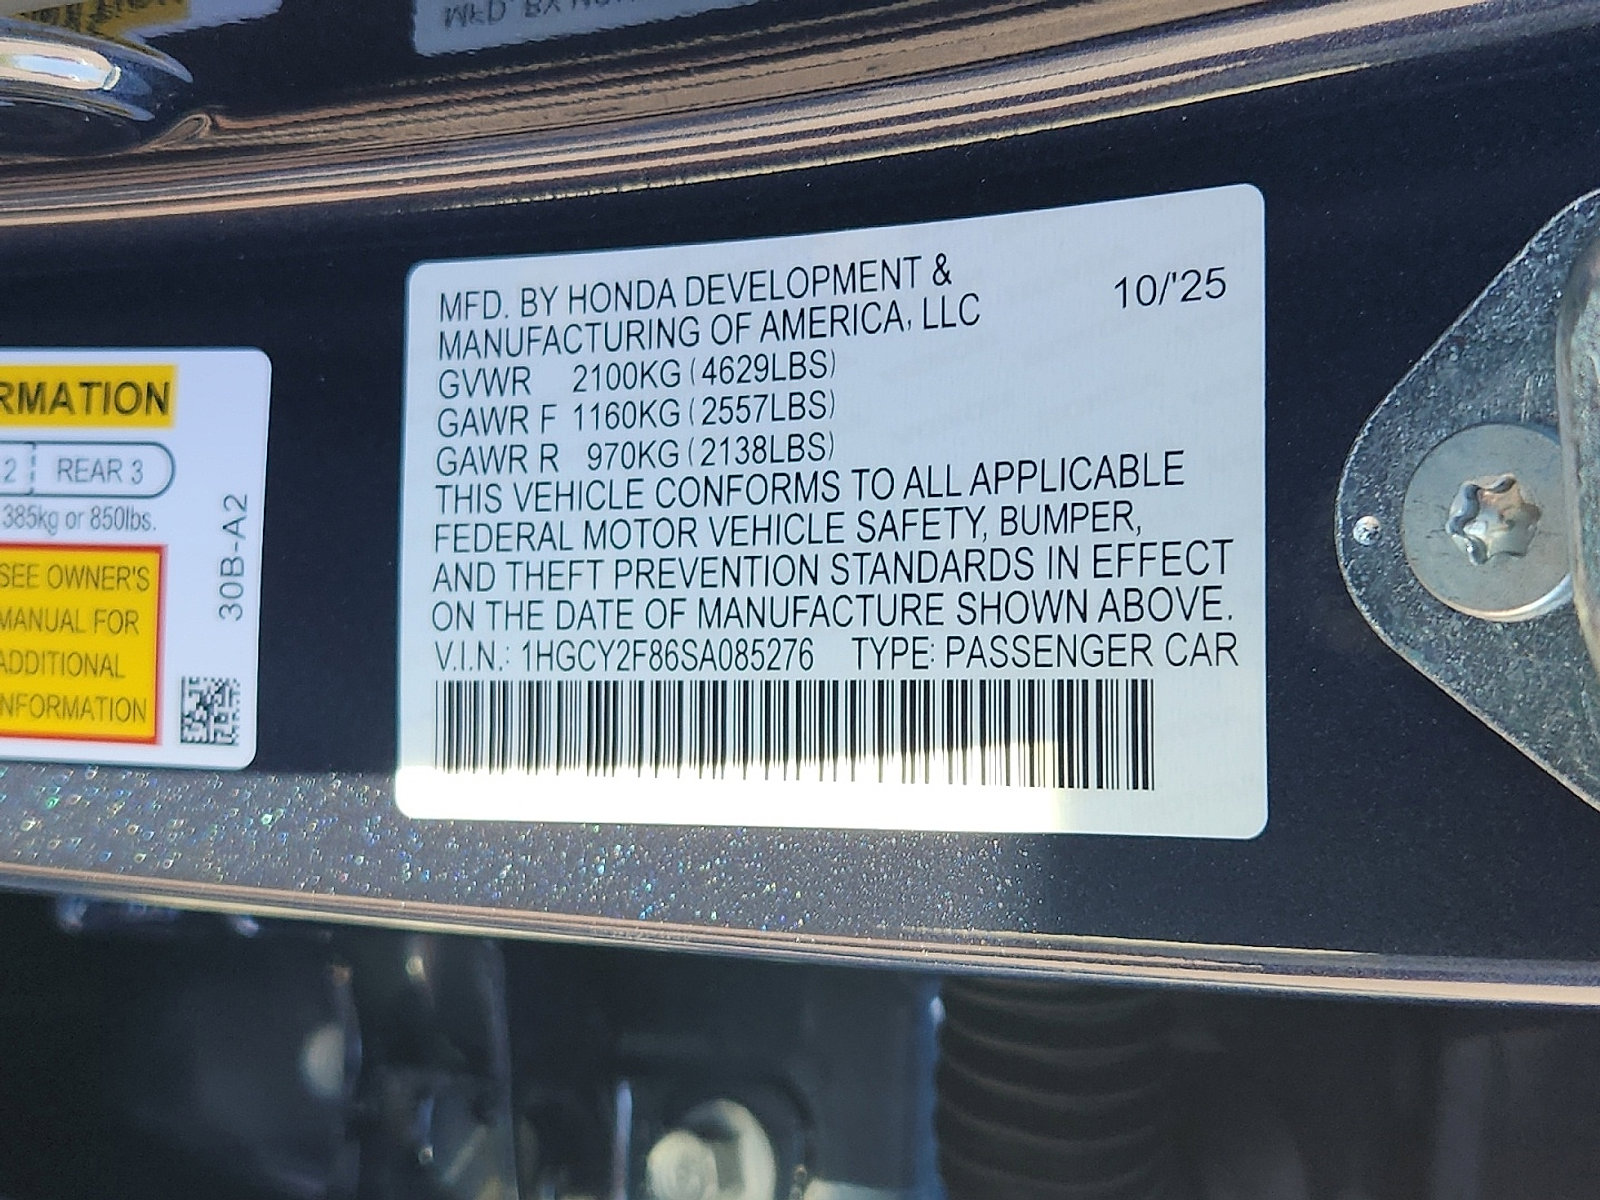 MFD. BY
RMATION
2 REAR 3
385kg or 850lbs.
SEE OWNER'S
MANUAL FOR
ADDITIONAL
INFORMATION
30B-A2
MFD. BY HONDA DEVELOPMENT &
MANUFACTURING OF AMERICA, LLC
10/'25
GVWR 2100KG (4629LBS)
GAWR F 1160KG (2557LBS)
GAWR R 970KG (2138LBS)
THIS VEHICLE CONFORMS TO ALL APPLICABLE
FEDERAL MOTOR VEHICLE SAFETY, BUMPER,
AND THEFT PREVENTION STANDARDS IN EFFECT
ON THE DATE OF MANUFACTURE SHOWN ABOVE.
V.I.N.: 1HGCY2F86SA085276 TYPE: PASSENGER CAR